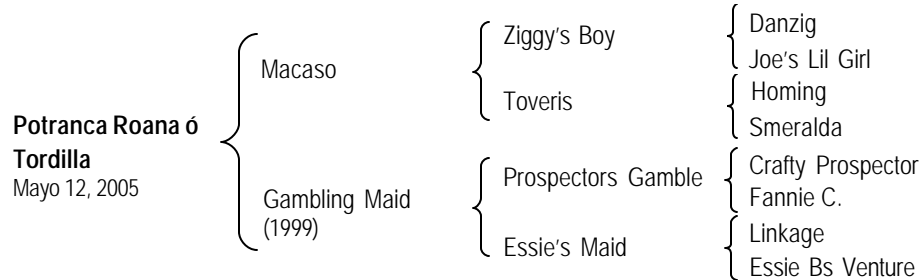 Potranca Roana ó
Tordilla
Mayo 12, 2005
Macaso
Gambling Maid
(1999)
Ziggy's Boy
Toveris
Prospectors Gamble
Essie's Maid
Danzig
Joe's Lil Girl
Homing
Smeralda
Crafty Prospector
Fannie C.
Linkage
Essie Bs Venture